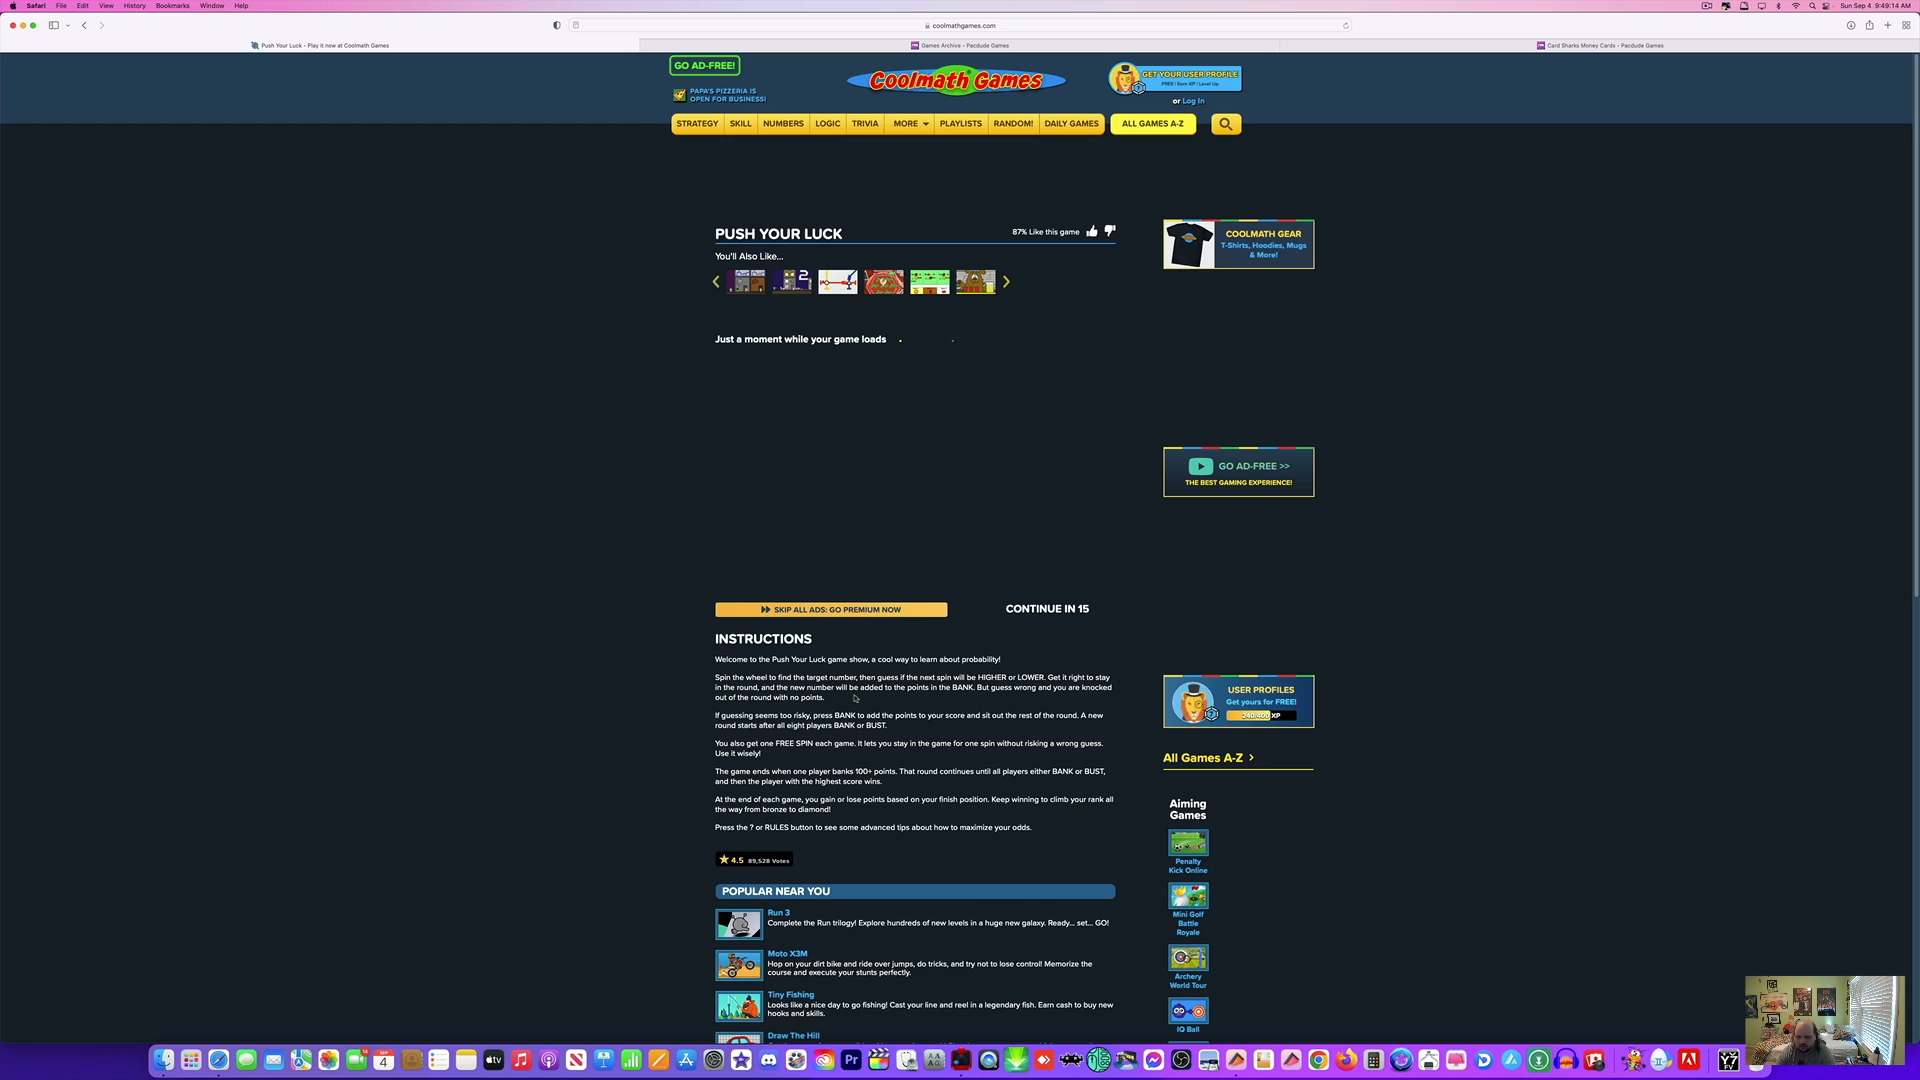 Safari File Edit View History Bookmarks Window Help
Sun Sep 4 9:49:14 AM
coolmathgames.com
Push Your Luck - Play it now at Coolmath Games
Games Archive - Pacdude Games
Card Sharks Money Cards - Pacdude Games
GO AD-FREE!
PAPA'S PIZZERIA IS
OPEN FOR BUSINESS!
Coolmath Games
GET YOUR USER PROFILE
FREE | Earn XP | Level Up
or Log In
STRATEGY SKILL NUMBERS LOGIC TRIVIA MORE PLAYLISTS RANDOM! DAILY GAMES ALL GAMES A-Z
PUSH YOUR LUCK
87% Like this game
You'll Also Like...
2
Just a moment while your game loads
COOLMATH GEAR
T-Shirts, Hoodies, Mugs
& More!
GO AD-FREE >>
THE BEST GAMING EXPERIENCE!
SKIP ALL ADS: GO PREMIUM NOW
CONTINUE IN 15
INSTRUCTIONS
Welcome to the Push Your Luck game show, a cool way to learn about probability!
Spin the wheel to find the target number, then guess if the next spin will be HIGHER or LOWER. Get it right to stay
in the round, and the new number will be added to the points in the BANK. But guess wrong and you are knocked
out of the round with no points.
If guessing seems too risky, press BANK to add the points to your score and sit out the rest of the round. A new
round starts after all eight players BANK or BUST.
You also get one FREE SPIN each game. It lets you stay in the game for one spin without risking a wrong guess.
Use it wisely!
The game ends when one player banks 100+ points. That round continues until all players either BANK or BUST,
and then the player with the highest score wins.
At the end of each game, you gain or lose points based on your finish position. Keep winning to climb your rank all
the way from bronze to diamond!
Press the ? or RULES button to see some advanced tips about how to maximize your odds.
4.5 89,528 Votes
POPULAR NEAR YOU
Run 3
Complete the Run trilogy! Explore hundreds of new levels in a huge new galaxy. Ready... set... GO!
Moto X3M
Hop on your dirt bike and ride over jumps, do tricks, and try not to lose control! Memorize the
course and execute your stunts perfectly.
Tiny Fishing
Looks like a nice day to go fishing! Cast your line and reel in a legendary fish. Earn cash to buy new
hooks and skills.
Draw The Hill
USER PROFILES
Get yours for FREE!
240/400 XP
All Games A-Z >
Aiming
Games
Penalty
Kick Online
Mini Golf
Battle
Royale
Archery
World Tour
IQ Ball